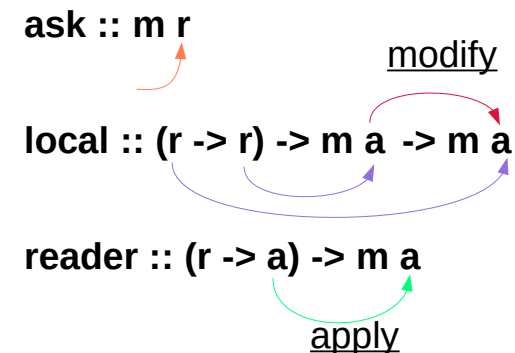 ask :: m r
modify
local :: (r -> r) -> m a -> m a
reader :: (r -> a) -> m a
apply